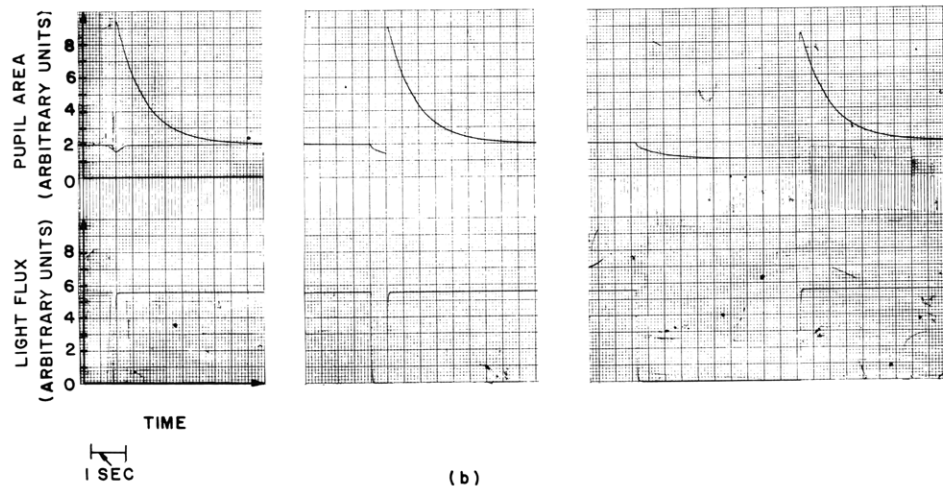 PUPIL AREA
(ARBITRARY UNITS)
8
6
4
2
0
LIGHT FLUX
(ARBITRARY UNITS)
8
6
4
2
0
TIME
1 SEC
(b)